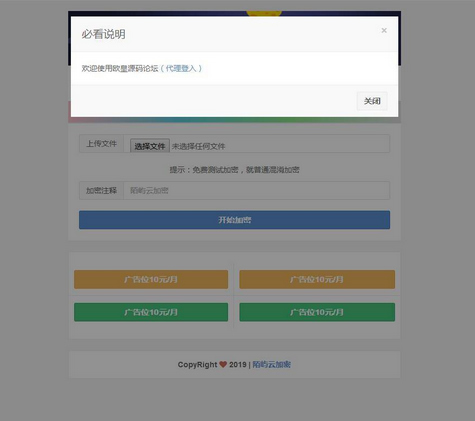 必看说明
×
欢迎使用欧皇源码论坛（代理登入）
关闭
上传文件 选择文件 未选择任何文件
提示：免费测试加密，就普通混淆加密
加密注释 陌屿云加密
开始加密
广告位10元/月 广告位10元/月
广告位10元/月 广告位10元/月
CopyRight ❤ 2019 | 陌屿云加密